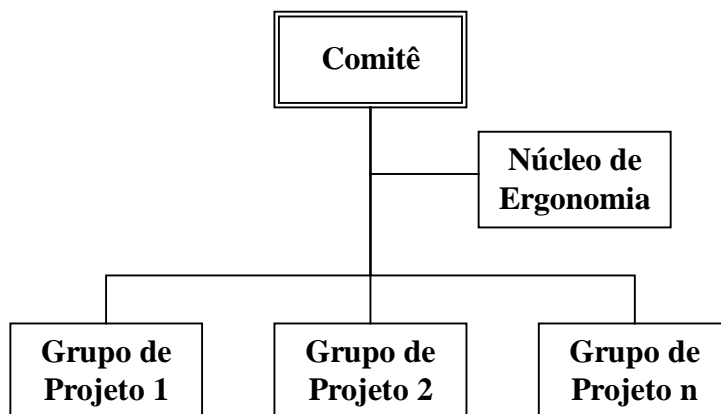 Comitê
Núcleo de
Ergonomia
Grupo de
Projeto 1
Grupo de
Projeto 2
Grupo de
Projeto n